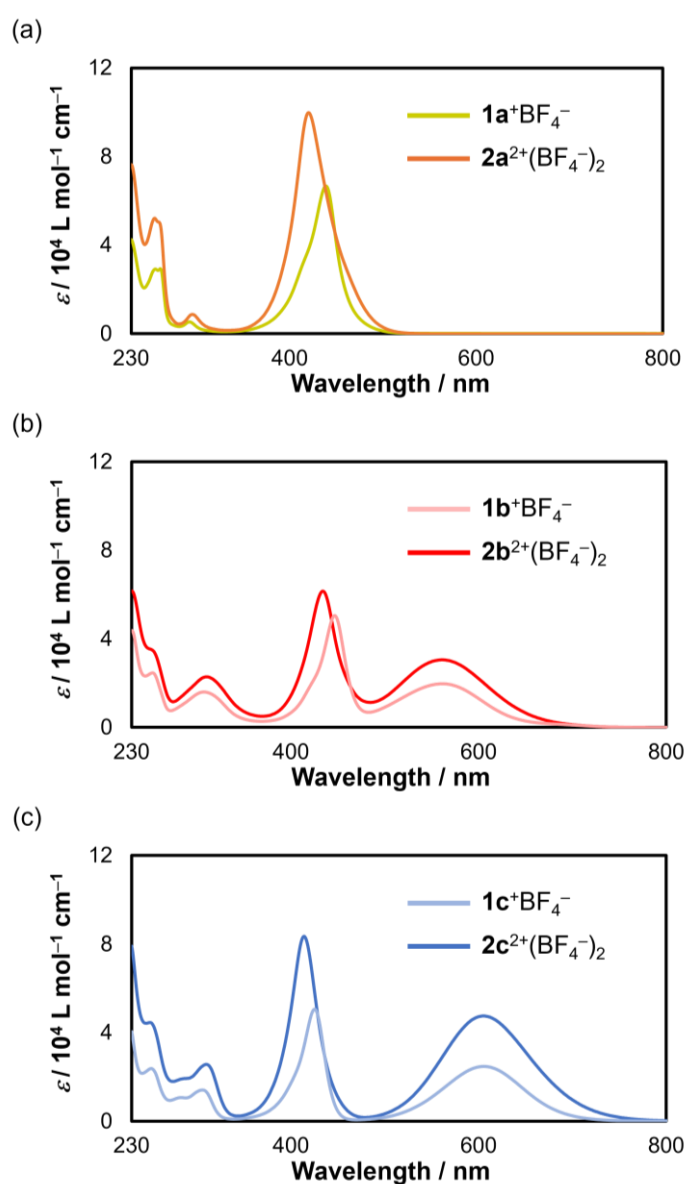 (a)
12
8
4
0
ε / 10⁴ L mol⁻¹ cm⁻¹
1a⁺BF₄⁻
2a²⁺(BF₄⁻)₂
230 400 600 800
Wavelength / nm
(b)
12
8
4
0
ε / 10⁴ L mol⁻¹ cm⁻¹
1b⁺BF₄⁻
2b²⁺(BF₄⁻)₂
230 400 600 800
Wavelength / nm
(c)
12
8
4
0
ε / 10⁴ L mol⁻¹ cm⁻¹
1c⁺BF₄⁻
2c²⁺(BF₄⁻)₂
230 400 600 800
Wavelength / nm